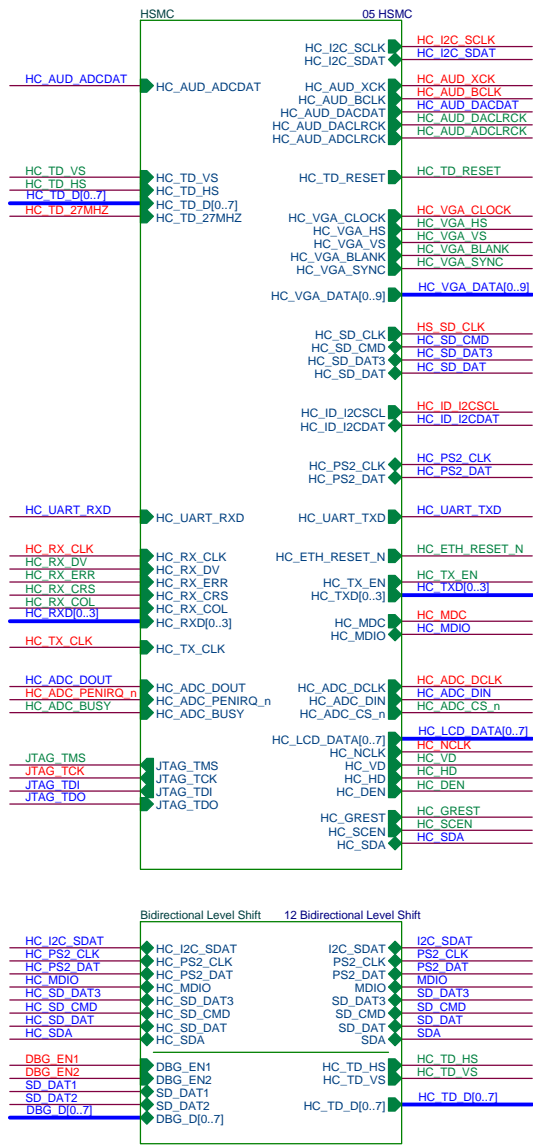 HSMC 05 HSMC
HC_I2C_SCLK HC_I2C_SCLK
HC_I2C_SDAT HC_I2C_SDAT
HC_AUD_ADCDAT HC_AUD_ADCDAT HC_AUD_XCK HC_AUD_XCK
HC_AUD_BCLK HC_AUD_BCLK
HC_AUD_DACDAT HC_AUD_DACDAT
HC_AUD_DACLRCK HC_AUD_DACLRCK
HC_AUD_ADCLRCK HC_AUD_ADCLRCK
HC_TD_VS HC_TD_VS HC_TD_RESET HC_TD_RESET
HC_TD_HS HC_TD_HS
HC_TD_D[0..7] HC_TD_D[0..7]
HC_TD_27MHZ HC_TD_27MHZ HC_VGA_CLOCK HC_VGA_CLOCK
HC_VGA_HS HC_VGA_HS
HC_VGA_VS HC_VGA_VS
HC_VGA_BLANK HC_VGA_BLANK
HC_VGA_SYNC HC_VGA_SYNC
HC_VGA_DATA[0..9] HC_VGA_DATA[0..9]
HC_SD_CLK HS_SD_CLK
HC_SD_CMD HC_SD_CMD
HC_SD_DAT3 HC_SD_DAT3
HC_SD_DAT HC_SD_DAT
HC_ID_I2CSCL HC_ID_I2CSCL
HC_ID_I2CDAT HC_ID_I2CDAT
HC_PS2_CLK HC_PS2_CLK
HC_PS2_DAT HC_PS2_DAT
HC_UART_RXD HC_UART_RXD HC_UART_TXD HC_UART_TXD
HC_RX_CLK HC_RX_CLK HC_ETH_RESET_N HC_ETH_RESET_N
HC_RX_DV HC_RX_DV
HC_RX_ERR HC_RX_ERR HC_TX_EN HC_TX_EN
HC_RX_CRS HC_RX_CRS HC_TXD[0..3] HC_TXD[0..3]
HC_RX_COL HC_RX_COL
HC_RXD[0..3] HC_RXD[0..3] HC_MDC HC_MDC
HC_MDIO HC_MDIO
HC_TX_CLK HC_TX_CLK
HC_ADC_DOUT HC_ADC_DOUT HC_ADC_DCLK HC_ADC_DCLK
HC_ADC_PENIRQ_n HC_ADC_PENIRQ_n HC_ADC_DIN HC_ADC_DIN
HC_ADC_BUSY HC_ADC_BUSY HC_ADC_CS_n HC_ADC_CS_n
HC_LCD_DATA[0..7] HC_LCD_DATA[0..7]
HC_NCLK HC_NCLK
JTAG_TMS JTAG_TMS HC_VD HC_VD
JTAG_TCK JTAG_TCK HC_HD HC_HD
JTAG_TDI JTAG_TDI HC_DEN HC_DEN
JTAG_TDO JTAG_TDO
HC_GREST HC_GREST
HC_SCEN HC_SCEN
HC_SDA HC_SDA
Bidirectional Level Shift 12 Bidirectional Level Shift
HC_I2C_SDAT HC_I2C_SDAT I2C_SDAT I2C_SDAT
HC_PS2_CLK HC_PS2_CLK PS2_CLK PS2_CLK
HC_PS2_DAT HC_PS2_DAT PS2_DAT PS2_DAT
HC_MDIO HC_MDIO MDIO MDIO
HC_SD_DAT3 HC_SD_DAT3 SD_DAT3 SD_DAT3
HC_SD_CMD HC_SD_CMD SD_CMD SD_CMD
HC_SD_DAT HC_SD_DAT SD_DAT SD_DAT
HC_SDA HC_SDA SDA SDA
DBG_EN1 DBG_EN1 HC_TD_HS HC_TD_HS
DBG_EN2 DBG_EN2 HC_TD_VS HC_TD_VS
SD_DAT1 SD_DAT1
SD_DAT2 SD_DAT2 HC_TD_D[0..7] HC_TD_D[0..7]
DBG_D[0..7] DBG_D[0..7]